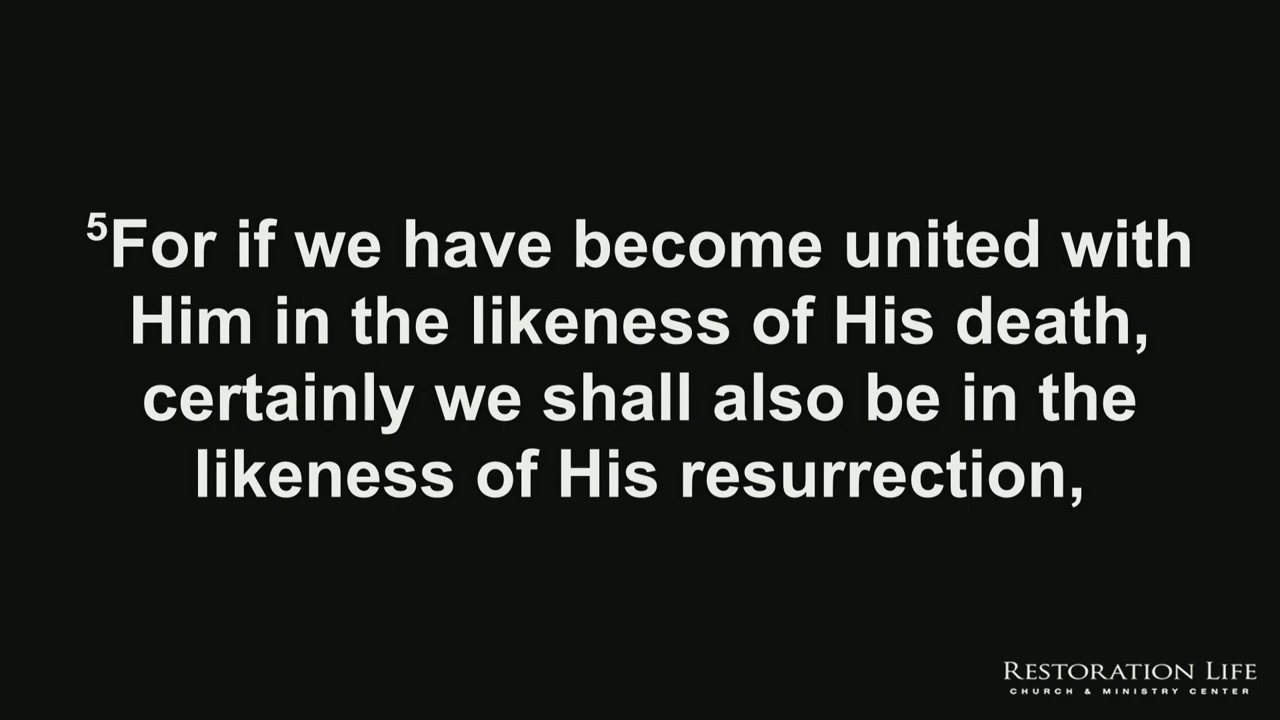 ⁵For if we have become united with
Him in the likeness of His death,
certainly we shall also be in the
likeness of His resurrection,
RESTORATION LIFE
CHURCH & MINISTRY CENTER